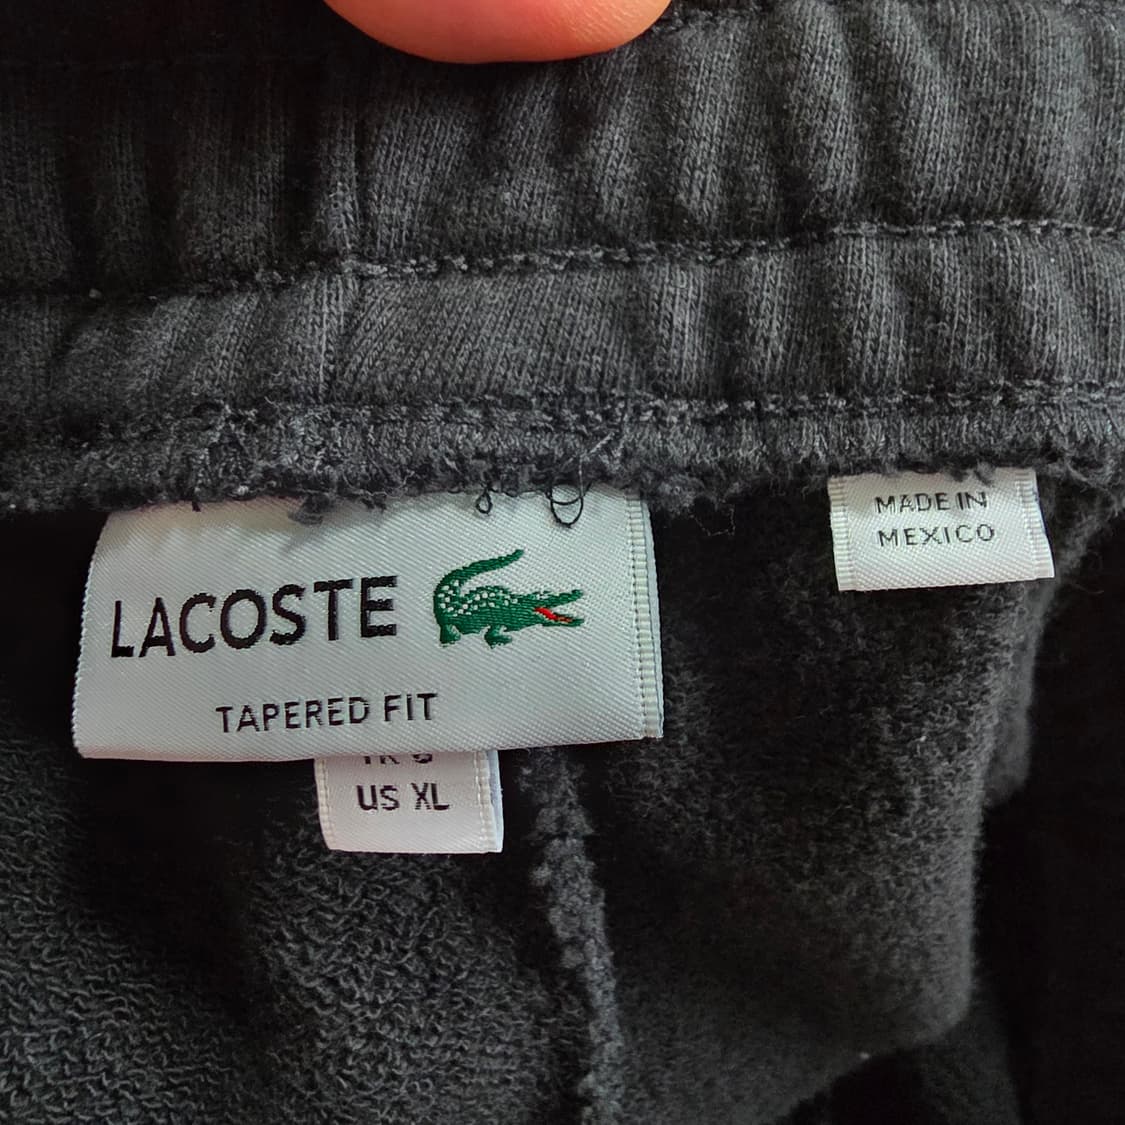 LACOSTE
TAPERED FIT
US XL
MADE IN
MEXICO